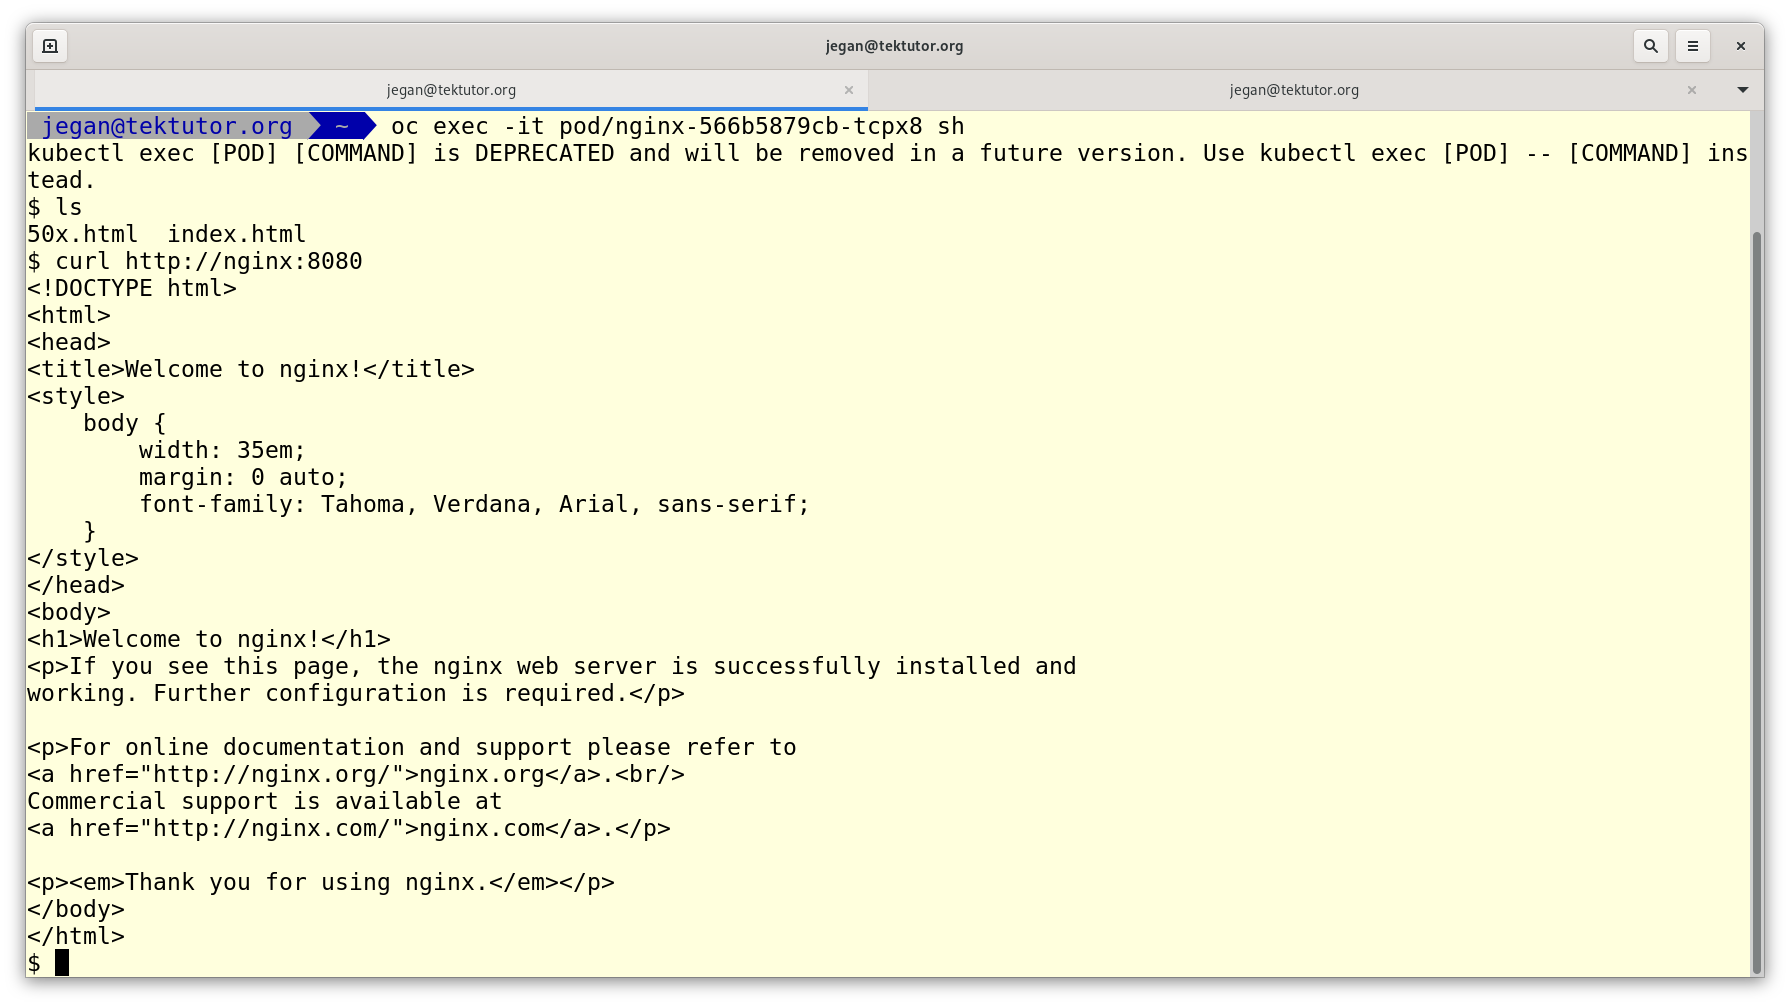 jegan@tektutor.org
jegan@tektutor.org
jegan@tektutor.org
jegan@tektutor.org ~ oc exec -it pod/nginx-566b5879cb-tcpx8 sh
kubectl exec [POD] [COMMAND] is DEPRECATED and will be removed in a future version. Use kubectl exec [POD] -- [COMMAND] ins
tead.
$ ls
50x.html  index.html
$ curl http://nginx:8080
<!DOCTYPE html>
<html>
<head>
<title>Welcome to nginx!</title>
<style>
    body {
        width: 35em;
        margin: 0 auto;
        font-family: Tahoma, Verdana, Arial, sans-serif;
    }
</style>
</head>
<body>
<h1>Welcome to nginx!</h1>
<p>If you see this page, the nginx web server is successfully installed and
working. Further configuration is required.</p>

<p>For online documentation and support please refer to
<a href="http://nginx.org/">nginx.org</a>.<br/>
Commercial support is available at
<a href="http://nginx.com/">nginx.com</a>.</p>

<p><em>Thank you for using nginx.</em></p>
</body>
</html>
$